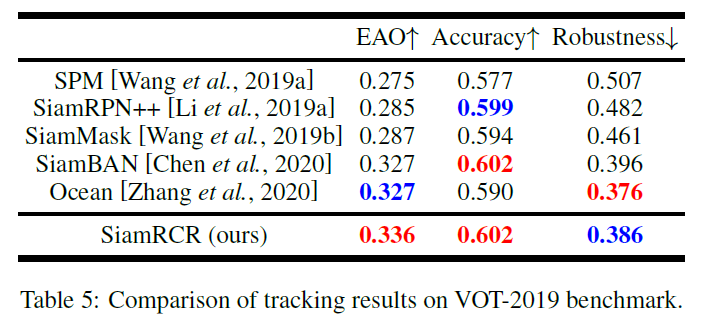 EAO↑ Accuracy↑ Robustness↓
SPM [Wang et al., 2019a] 0.275 0.577 0.507
SiamRPN++ [Li et al., 2019a] 0.285 0.599 0.482
SiamMask [Wang et al., 2019b] 0.287 0.594 0.461
SiamBAN [Chen et al., 2020] 0.327 0.602 0.396
Ocean [Zhang et al., 2020] 0.327 0.590 0.376
SiamRCR (ours) 0.336 0.602 0.386
Table 5: Comparison of tracking results on VOT-2019 benchmark.